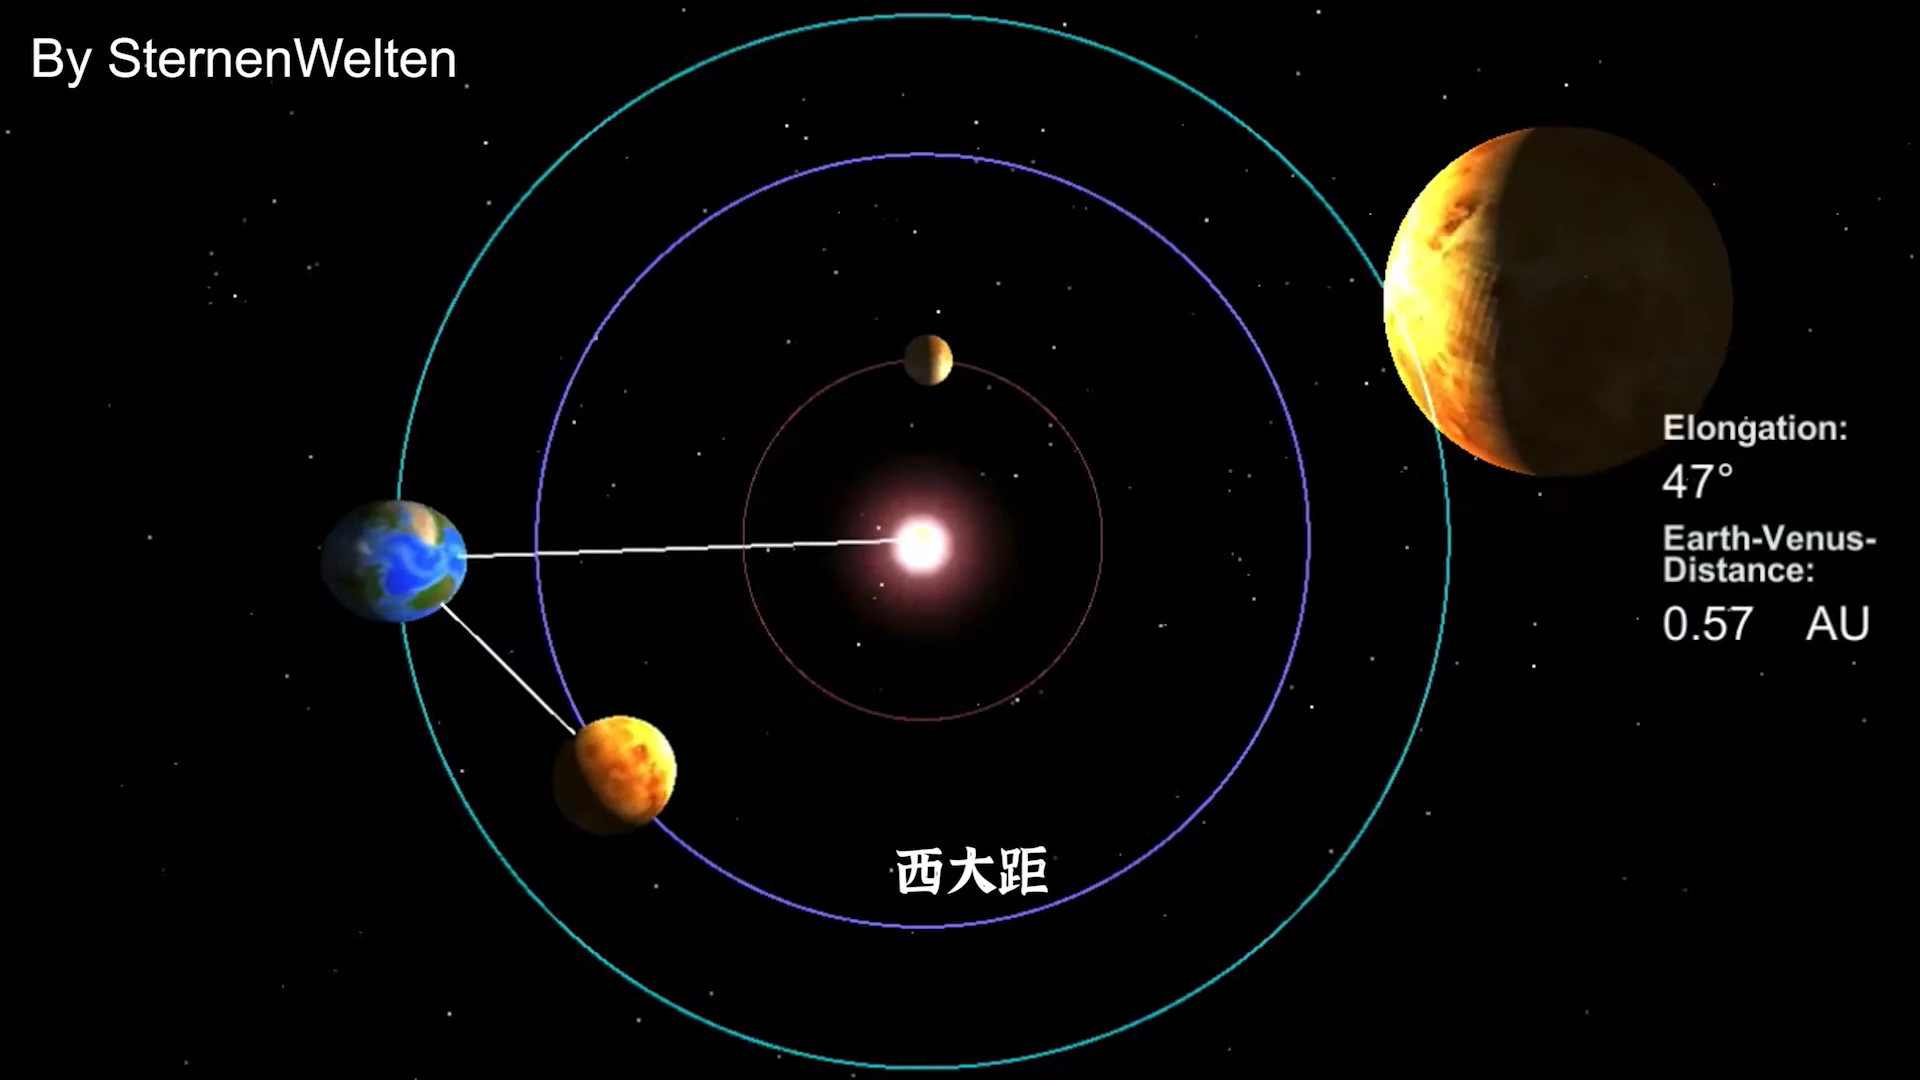 By SternenWelten
Elongation:
47°
Earth-Venus-
Distance:
0.57 AU
西大距